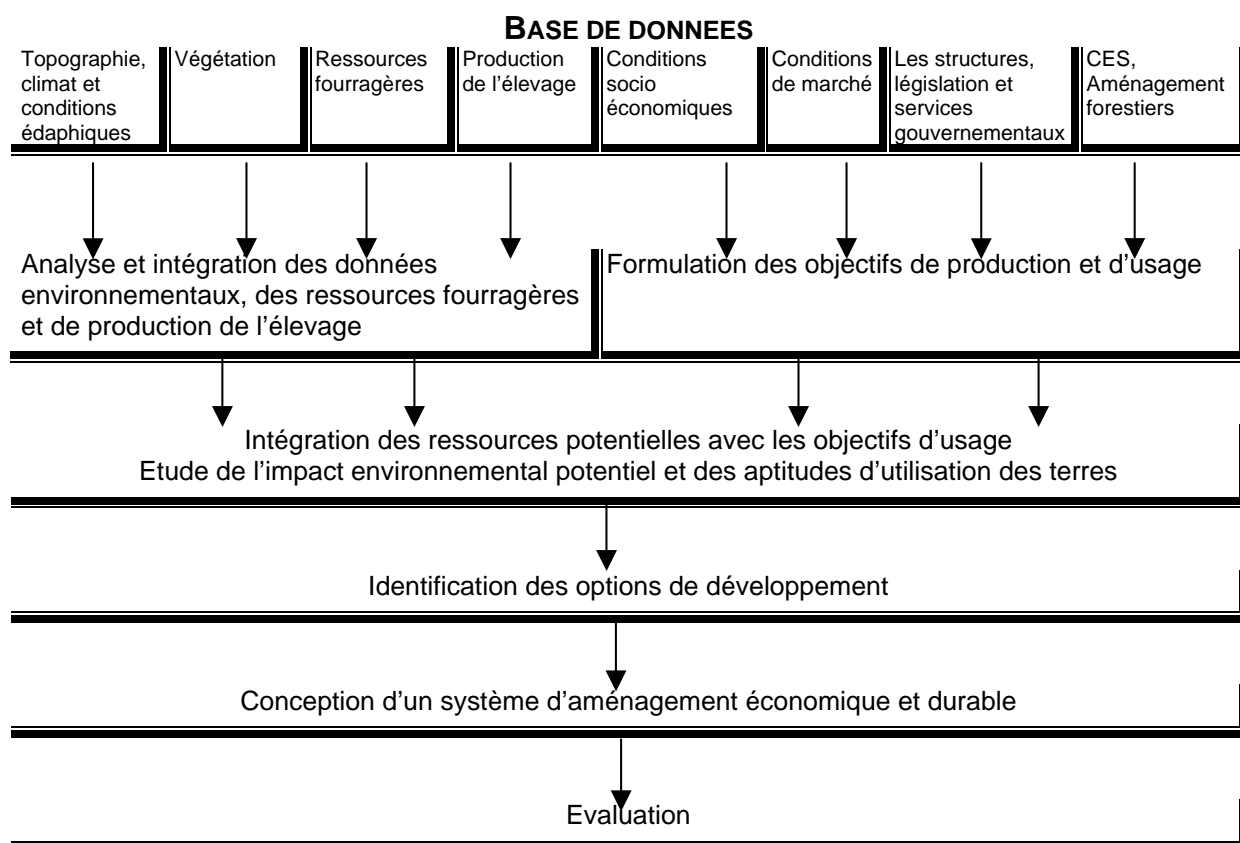 BASE DE DONNEES
Topographie,
climat et
conditions
édaphiques
Végétation
Ressources
fourragères
Production
de l'élevage
Conditions
socio
économiques
Conditions
de marché
Les structures,
législation et
services
gouvernementaux
CES,
Aménagement
forestiers
Analyse et intégration des données
environnementaux, des ressources fourragères
et de production de l'élevage
Formulation des objectifs de production et d'usage
Intégration des ressources potentielles avec les objectifs d'usage
Etude de l'impact environnemental potentiel et des aptitudes d'utilisation des terres
Identification des options de développement
Conception d'un système d'aménagement économique et durable
Evaluation